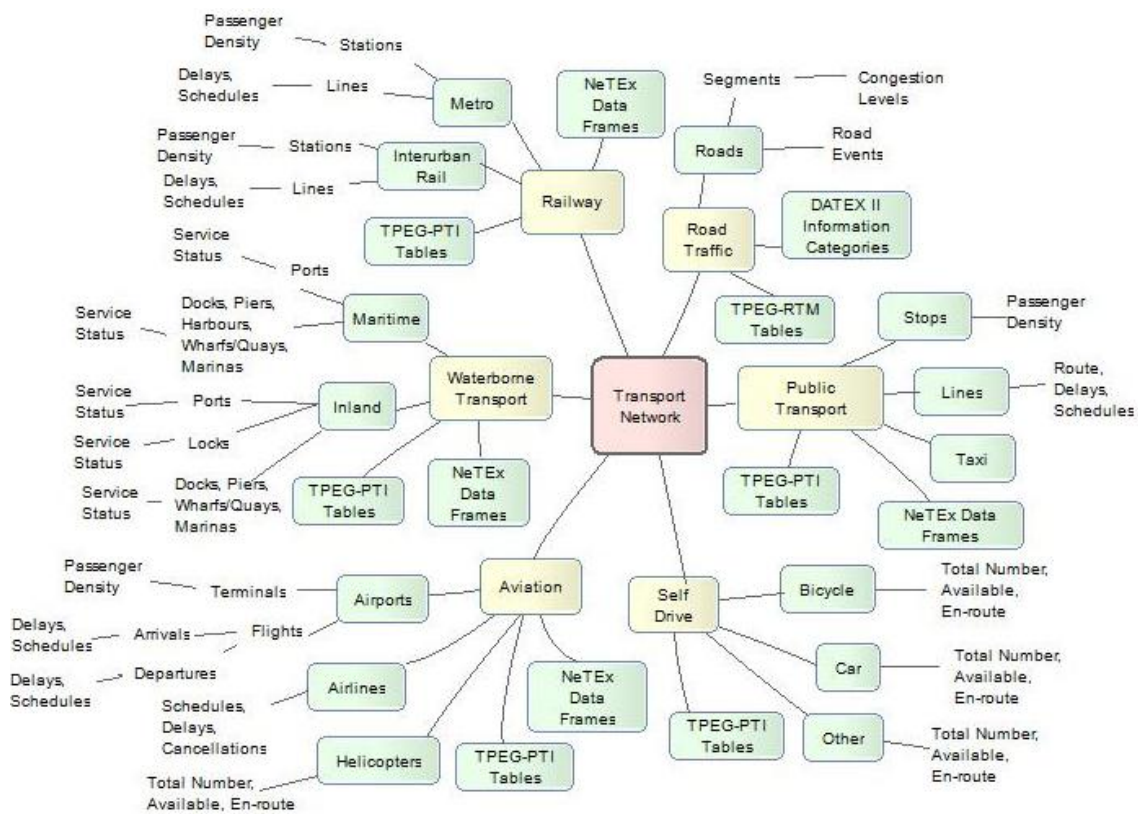 Passenger
Density
Stations
Delays,
Schedules
Lines
Metro
NeTEx
Data
Frames
Segments
Congestion
Levels
Roads
Road
Events
Passenger
Density
Stations
Interurban
Rail
Delays,
Schedules
Lines
Railway
TPEG-PTI
Tables
Road
Traffic
DATEX II
Information
Categories
TPEG-RTM
Tables
Service
Status
Ports
Service
Status
Docks, Piers,
Harbours,
Wharfs/Quays,
Marinas
Maritime
Waterborne
Transport
Service
Status
Ports
Inland
Service
Status
Locks
Service
Status
Docks, Piers,
Wharfs/Quays,
Marinas
TPEG-PTI
Tables
NeTEx
Data
Frames
Transport
Network
Public
Transport
Stops
Passenger
Density
Lines
Route,
Delays,
Schedules
Taxi
TPEG-PTI
Tables
NeTEx Data
Frames
Passenger
Density
Terminals
Airports
Aviation
Delays,
Schedules
Arrivals
Flights
Delays,
Schedules
Departures
Airlines
Schedules,
Delays,
Cancellations
Helicopters
Total Number,
Available, En-route
TPEG-PTI
Tables
NeTEx
Data
Frames
Self
Drive
Bicycle
Total Number,
Available,
En-route
Car
Total Number,
Available,
En-route
Other
Total Number,
Available,
En-route
TPEG-PTI
Tables